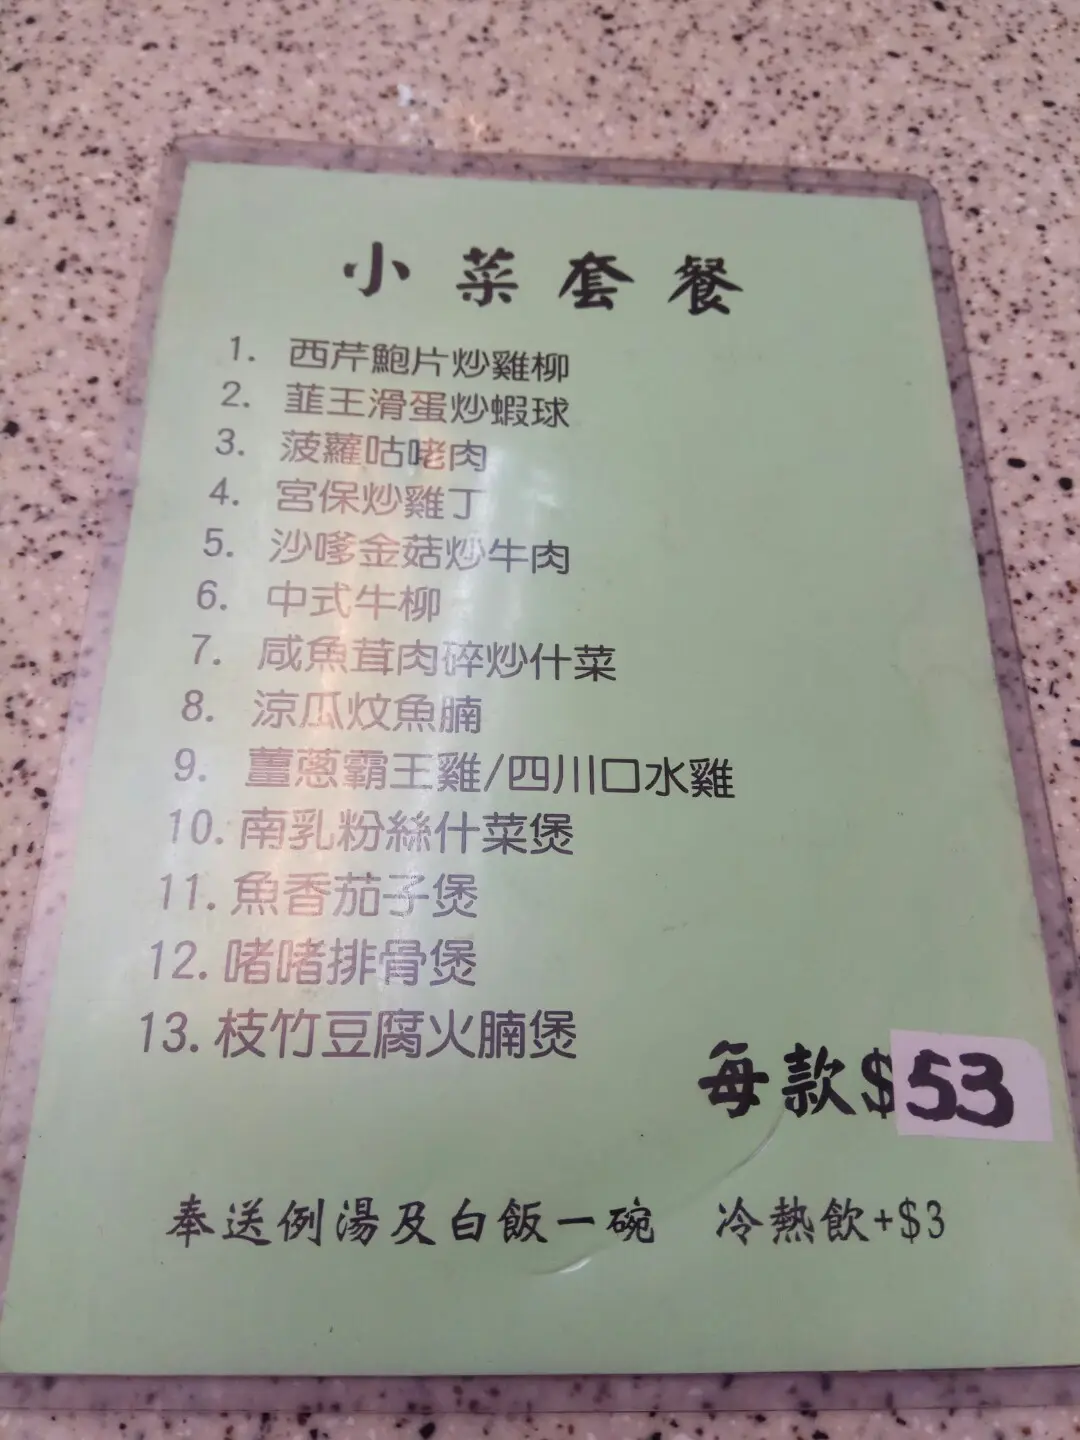 小菜套餐
1. 西芹鮑片炒雞柳
2. 韮王滑蛋炒蝦球
3. 菠蘿咕咾肉
4. 宮保炒雞丁
5. 沙嗲金菇炒牛肉
6. 中式牛柳
7. 咸魚茸肉碎炒什菜
8. 涼瓜炆魚腩
9. 薑蔥霸王雞/四川口水雞
10. 南乳粉絲什菜煲
11. 魚香茄子煲
12. 啫啫排骨煲
13. 枝竹豆腐火腩煲
每款$53
奉送例湯及白飯一碗 冷熱飲+$3